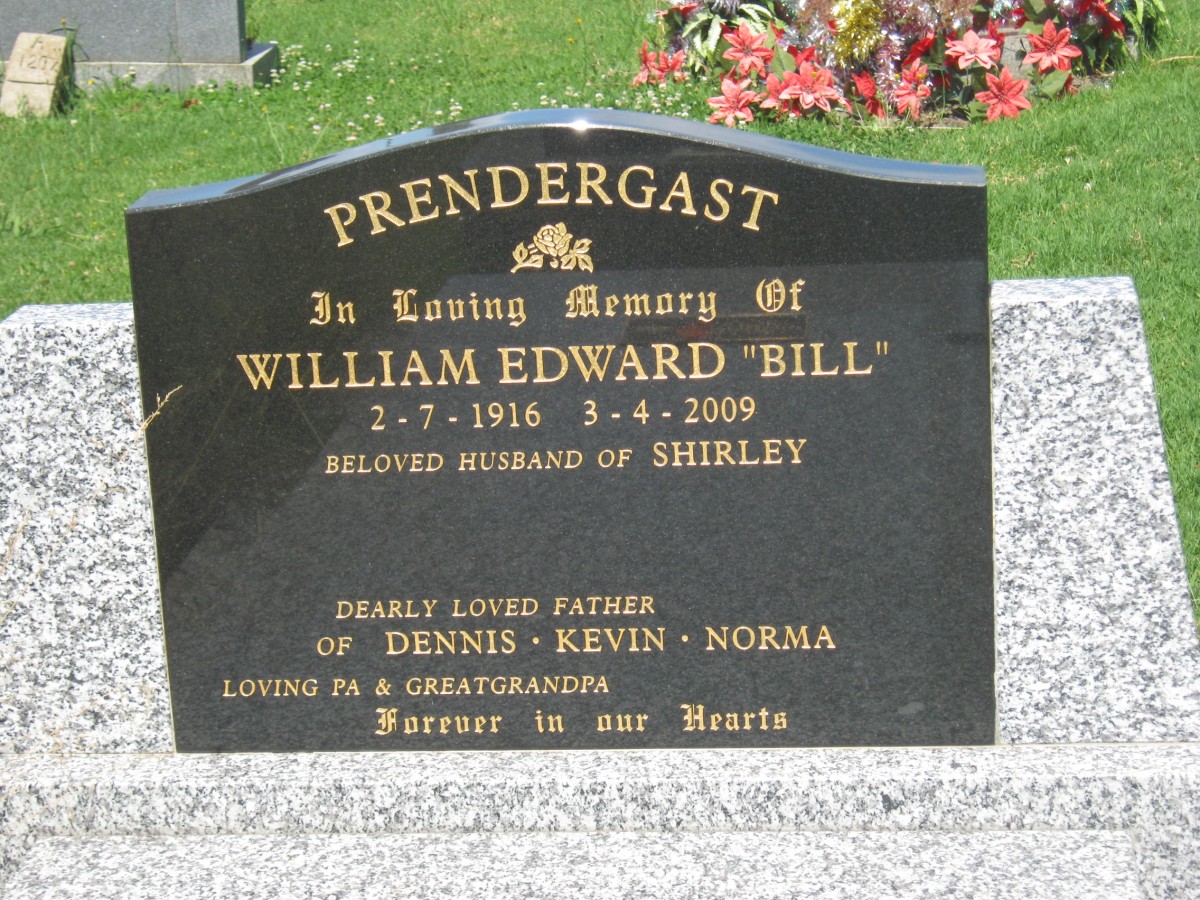 PRENDERGAST
In Loving Memory Of
WILLIAM EDWARD "BILL"
2 - 7 - 1916 3 - 4 - 2009
BELOVED HUSBAND OF SHIRLEY
DEARLY LOVED FATHER
OF DENNIS · KEVIN · NORMA
LOVING PA & GREATGRANDPA
Forever in our Hearts